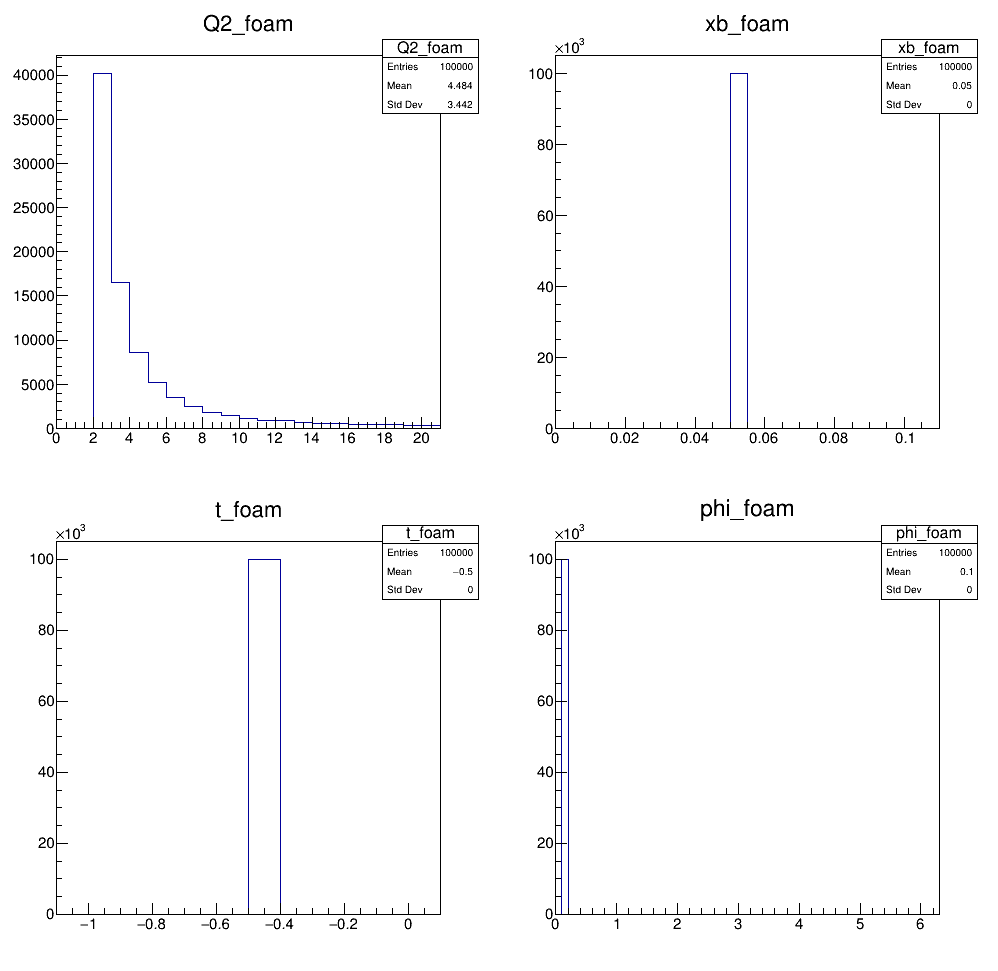 Q2_foam
Q2_foam
Entries 100000
Mean 4.484
Std Dev 3.442
40000
35000
30000
25000
20000
15000
10000
5000
0
0 2 4 6 8 10 12 14 16 18 20
xb_foam
×10³
xb_foam
Entries 100000
Mean 0.05
Std Dev 0
100
80
60
40
20
0
0 0.02 0.04 0.06 0.08 0.1
t_foam
×10³
t_foam
Entries 100000
Mean −0.5
Std Dev 0
100
80
60
40
20
0
−1 −0.8 −0.6 −0.4 −0.2 0
phi_foam
×10³
phi_foam
Entries 100000
Mean 0.1
Std Dev 0
100
80
60
40
20
0
0 1 2 3 4 5 6